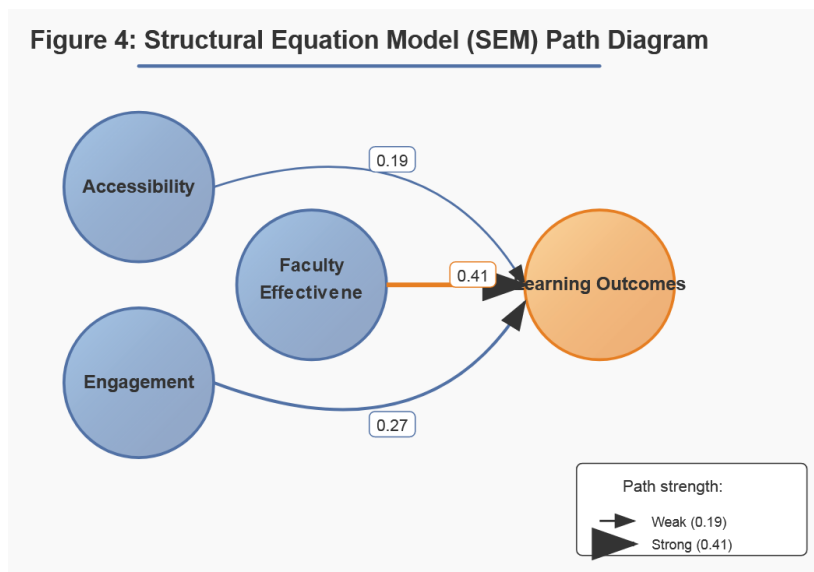 Figure 4: Structural Equation Model (SEM) Path Diagram
Accessibility
0.19
Faculty
Effectivene
0.41
Learning Outcomes
Engagement
0.27
Path strength:
Weak (0.19)
Strong (0.41)